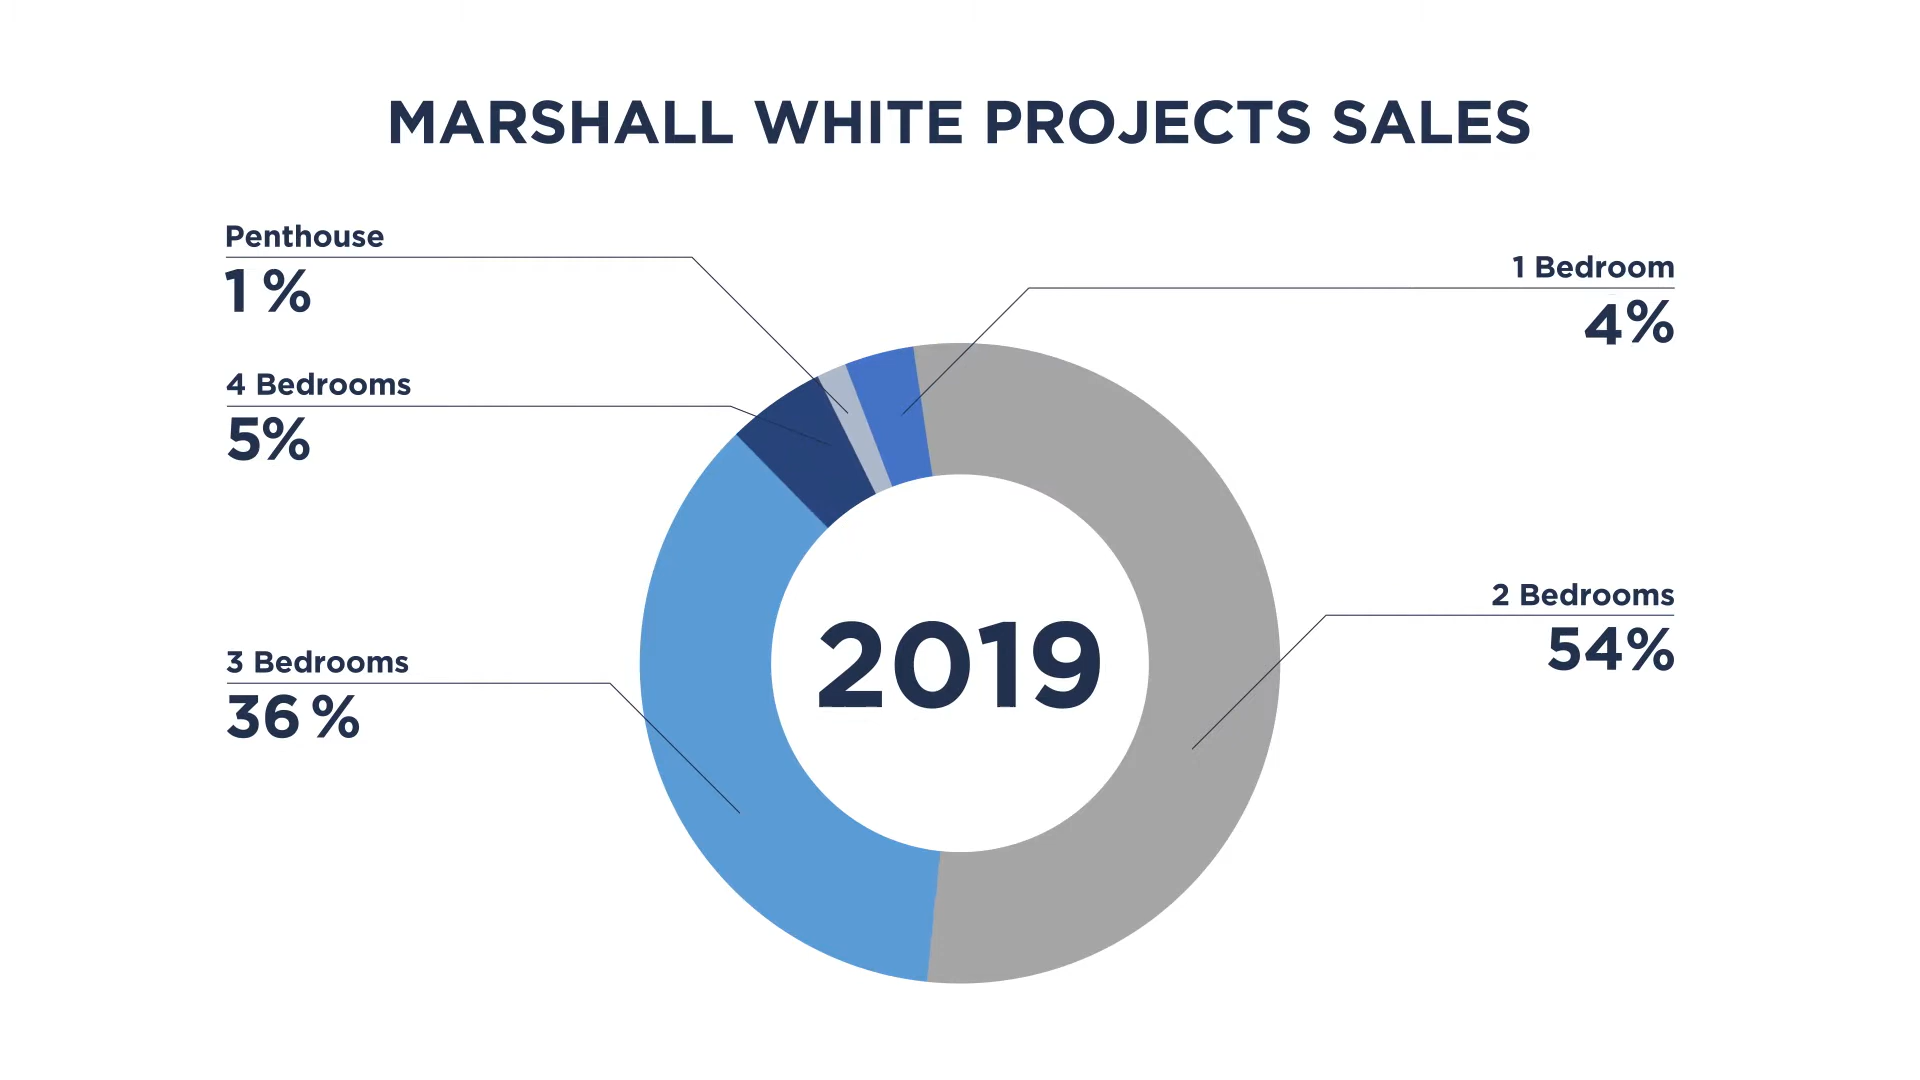 MARSHALL WHITE PROJECTS SALES
Penthouse
1 %
4 Bedrooms
5%
3 Bedrooms
36 %
2019
1 Bedroom
4%
2 Bedrooms
54%